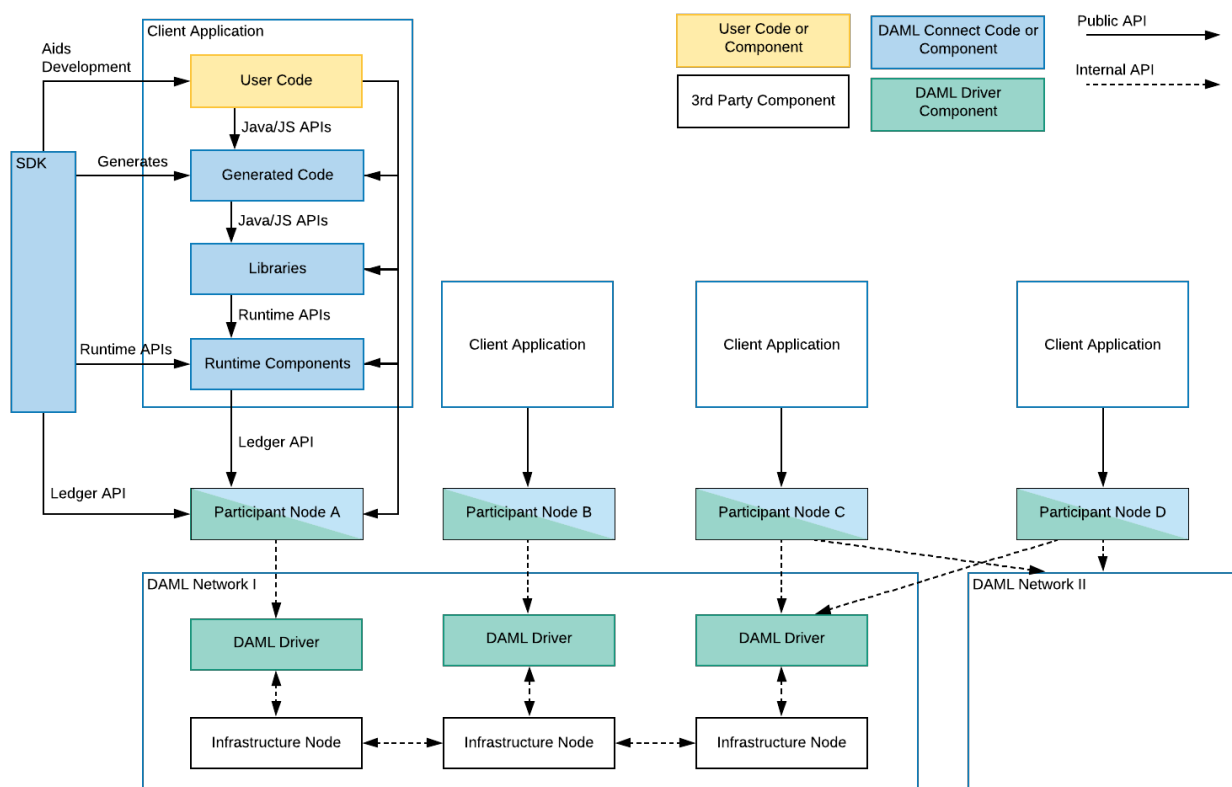 Client Application
User Code or
Component
DAML Connect Code or
Component
Public API
Aids
Development
User Code
3rd Party Component
DAML Driver
Component
Internal API
Java/JS APIs
SDK
Generates
Generated Code
Java/JS APIs
Libraries
Runtime APIs
Runtime APIs
Runtime Components
Client Application
Client Application
Client Application
Ledger API
Ledger API
Participant Node A
Participant Node B
Participant Node C
Participant Node D
DAML Network I
DAML Network II
DAML Driver
DAML Driver
DAML Driver
Infrastructure Node
Infrastructure Node
Infrastructure Node